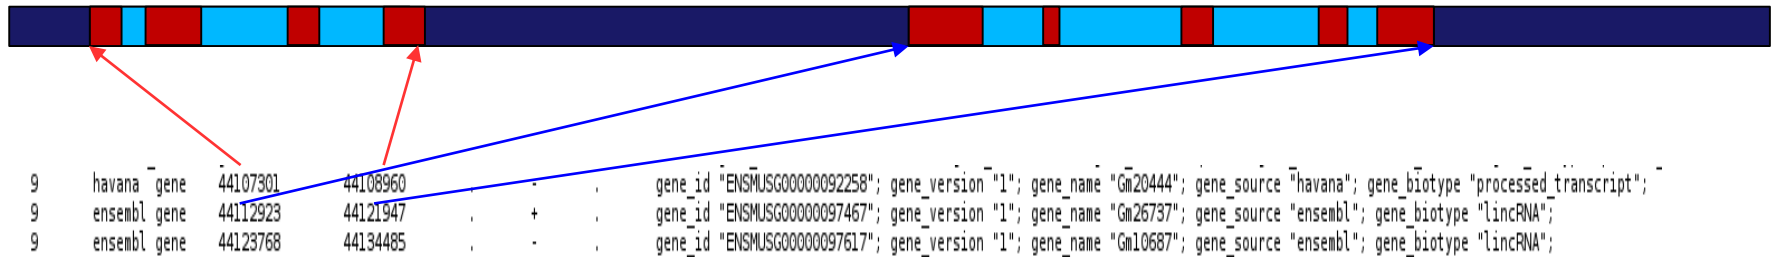 9 havana gene 44107301 44108960 . - . gene_id "ENSMUSG00000092258"; gene_version "1"; gene_name "Gm20444"; gene_source "havana"; gene_biotype "processed_transcript";
9 ensembl gene 44112923 44121947 . + . gene_id "ENSMUSG00000097467"; gene_version "1"; gene_name "Gm26737"; gene_source "ensembl"; gene_biotype "lincRNA";
9 ensembl gene 44123768 44134485 . - . gene_id "ENSMUSG00000097617"; gene_version "1"; gene_name "Gm10687"; gene_source "ensembl"; gene_biotype "lincRNA";